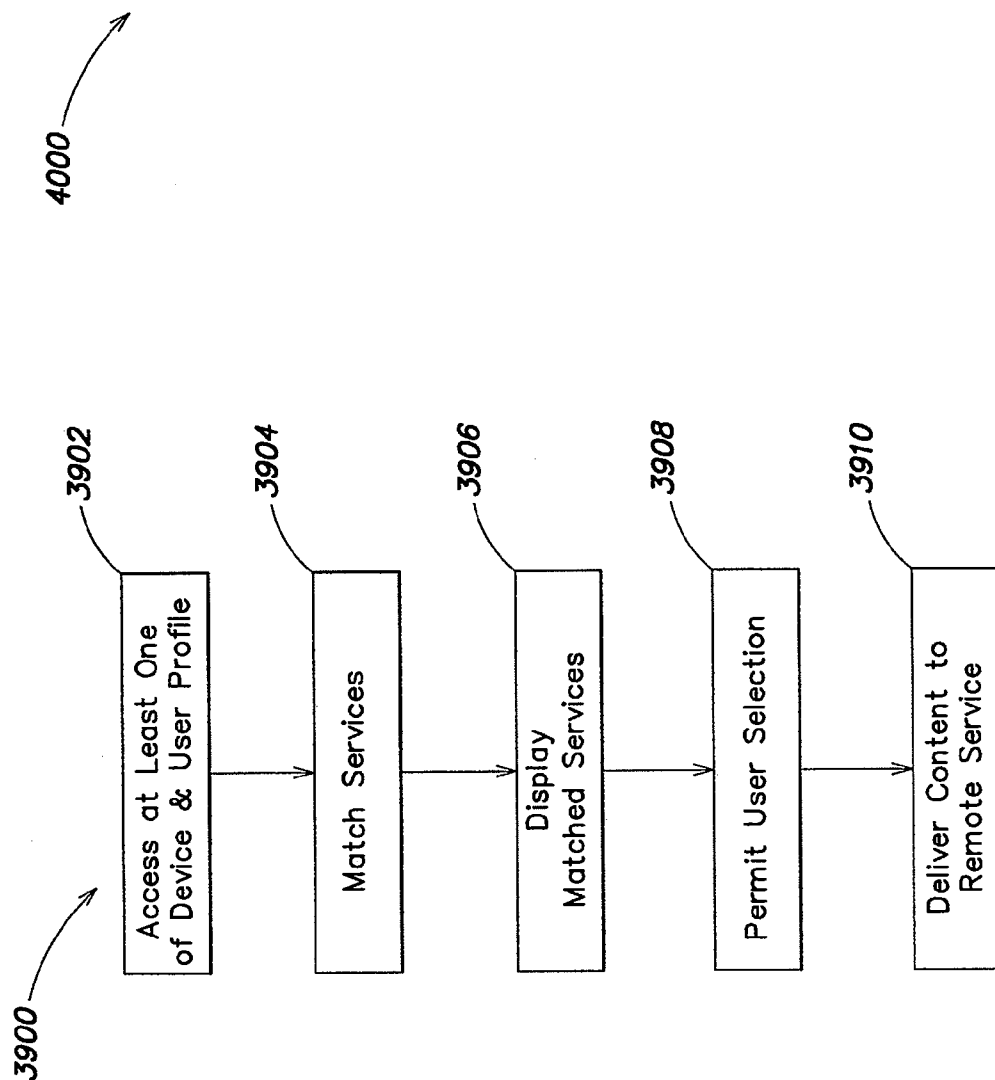 3900
4000
Access at Least One
of Device & User Profile
3902
Match Services
3904
Display
Matched Services
3906
Permit User Selection
3908
Deliver Content to
Remote Service
3910